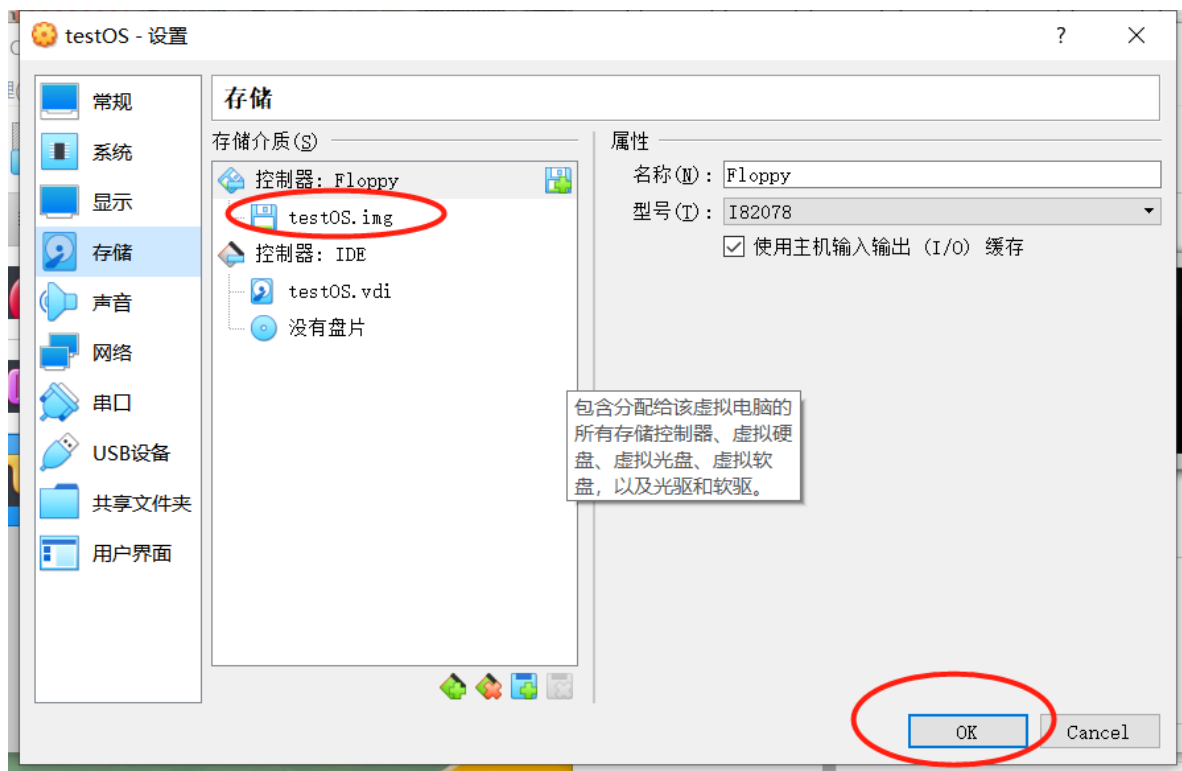 testOS - 设置
?
常规
系统
显示
存储
声音
网络
串口
USB设备
共享文件夹
用户界面
存储
存储介质(S)
控制器: Floppy
testOS.img
控制器: IDE
testOS.vdi
没有盘片
属性
名称(N):
Floppy
型号(T):
I82078
使用主机输入输出 (I/O) 缓存
包含分配给该虚拟电脑的
所有存储控制器、虚拟硬
盘、虚拟光盘、虚拟软
盘，以及光驱和软驱。
OK
Cancel